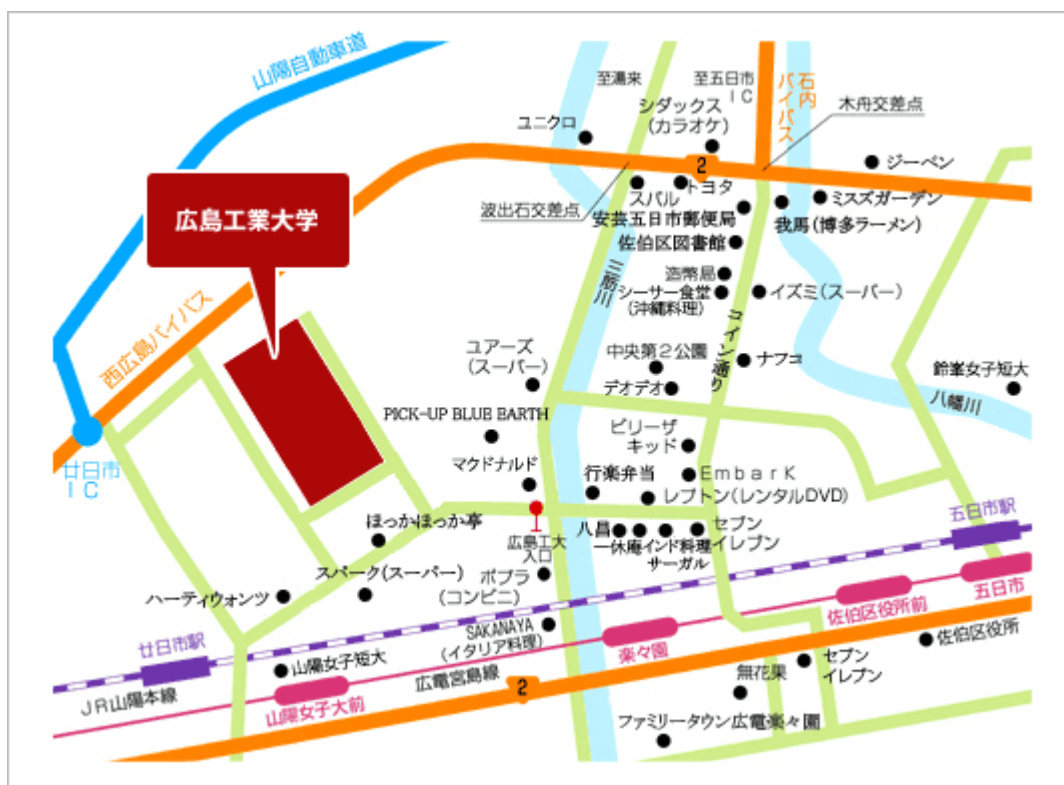 山陽自動車道
至湯来
至五日市
IC
石内
バイパス
木舟交差点
シダックス
(カラオケ)
ユニクロ
2
ジーベン
スバル
トヨタ
ミスズガーデン
広島工業大学
波出石交差点
安芸五日市郵便局
我馬(博多ラーメン)
佐伯区図書館
三筋川
造幣局
シーサー食堂
(沖縄料理)
イズミ(スーパー)
西広島バイパス
コイン通り
ユアーズ
(スーパー)
中央第2公園
ナフコ
鈴峯女子短大
デオデオ
八幡川
PICK-UP BLUE EARTH
ビリーザ
キッド
廿日市
IC
マクドナルド
行楽弁当
EmbarK
レプトン(レンタルDVD)
ほっかほっか亭
広島工大
入口
八昌
一休庵
インド料理
サーガル
セブン
イレブン
五日市駅
スパーク(スーパー)
ポプラ
(コンビニ)
ハーティウォンツ
五日市
佐伯区役所前
SAKANAYA
(イタリア料理)
楽々園
佐伯区役所
廿日市駅
山陽女子短大
広電宮島線
セブン
イレブン
無花果
JR山陽本線
2
山陽女子大前
ファミリータウン広電楽々園